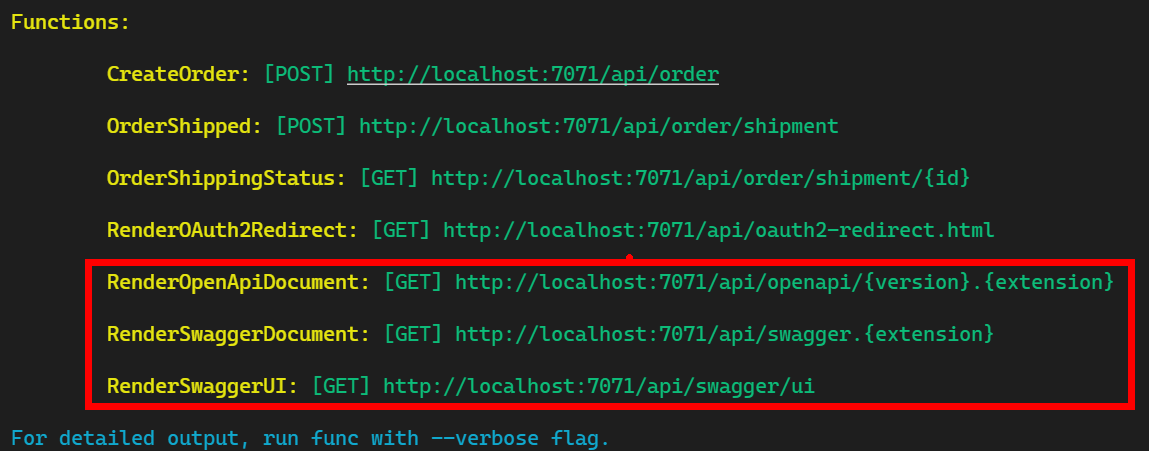 Functions:
CreateOrder: [POST] http://localhost:7071/api/order
OrderShipped: [POST] http://localhost:7071/api/order/shipment
OrderShippingStatus: [GET] http://localhost:7071/api/order/shipment/{id}
RenderOAuth2Redirect: [GET] http://localhost:7071/api/oauth2-redirect.html
RenderOpenApiDocument: [GET] http://localhost:7071/api/openapi/{version}.{extension}
RenderSwaggerDocument: [GET] http://localhost:7071/api/swagger.{extension}
RenderSwaggerUI: [GET] http://localhost:7071/api/swagger/ui
For detailed output, run func with --verbose flag.